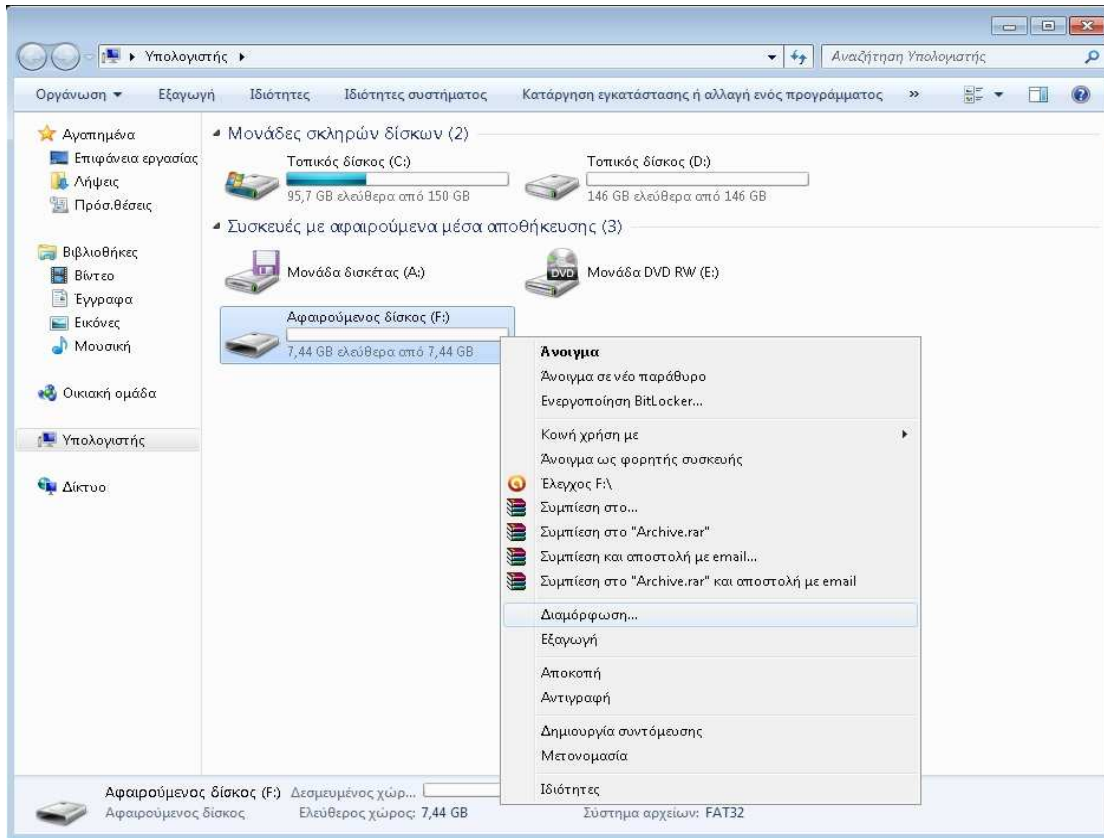 Υπολογιστής
Αναζήτηση Υπολογιστής
Οργάνωση Εξαγωγή Ιδιότητες Ιδιότητες συστήματος Κατάργηση εγκατάστασης ή αλλαγή ενός προγράμματος »
Αγαπημένα
Επιφάνεια εργασίας
Λήψεις
Πρόσ.θέσεις
Βιβλιοθήκες
Βίντεο
Έγγραφα
Εικόνες
Μουσική
Οικιακή ομάδα
Υπολογιστής
Δίκτυο
Μονάδες σκληρών δίσκων (2)
Τοπικός δίσκος (C:)
95,7 GB ελεύθερα από 150 GB
Τοπικός δίσκος (D:)
146 GB ελεύθερα από 146 GB
Συσκευές με αφαιρούμενα μέσα αποθήκευσης (3)
Μονάδα δισκέτας (A:)
DVD
Μονάδα DVD RW (E:)
Αφαιρούμενος δίσκος (F:)
7,44 GB ελεύθερα από 7,44 GB
Άνοιγμα
Άνοιγμα σε νέο παράθυρο
Ενεργοποίηση BitLocker...
Κοινή χρήση με
Άνοιγμα ως φορητής συσκευής
Έλεγχος F:\
Συμπίεση στο...
Συμπίεση στο "Archive.rar"
Συμπίεση και αποστολή με email...
Συμπίεση στο "Archive.rar" και αποστολή με email
Διαμόρφωση...
Εξαγωγή
Αποκοπή
Αντιγραφή
Δημιουργία συντόμευσης
Μετονομασία
Ιδιότητες
Αφαιρούμενος δίσκος (F:) Δεσμευμένος χώρ...
Αφαιρούμενος δίσκος Ελεύθερος χώρος: 7,44 GB Σύστημα αρχείων: FAT32